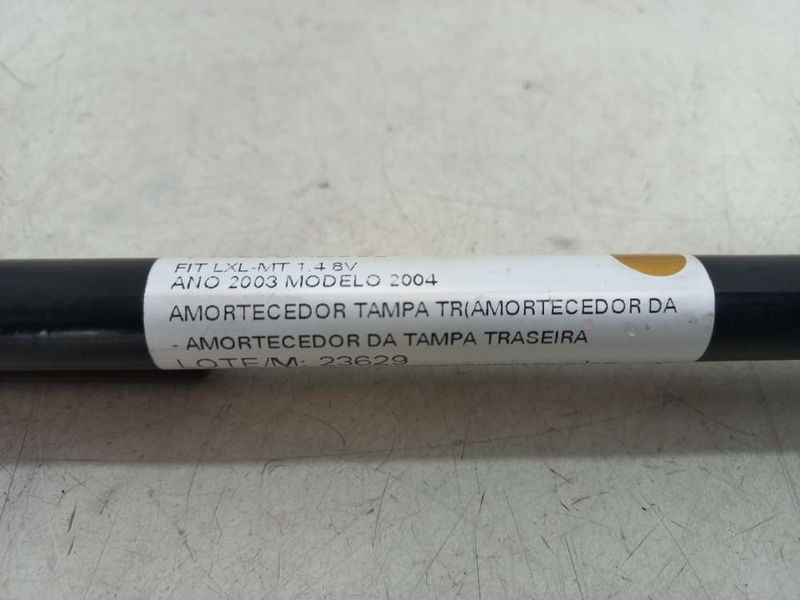 FIT LXL-MT 1.4 8V
ANO 2003 MODELO 2004
AMORTECEDOR TAMPA TR(AMORTECEDOR DA
- AMORTECEDOR DA TAMPA TRASEIRA
LOTE/M: 23629